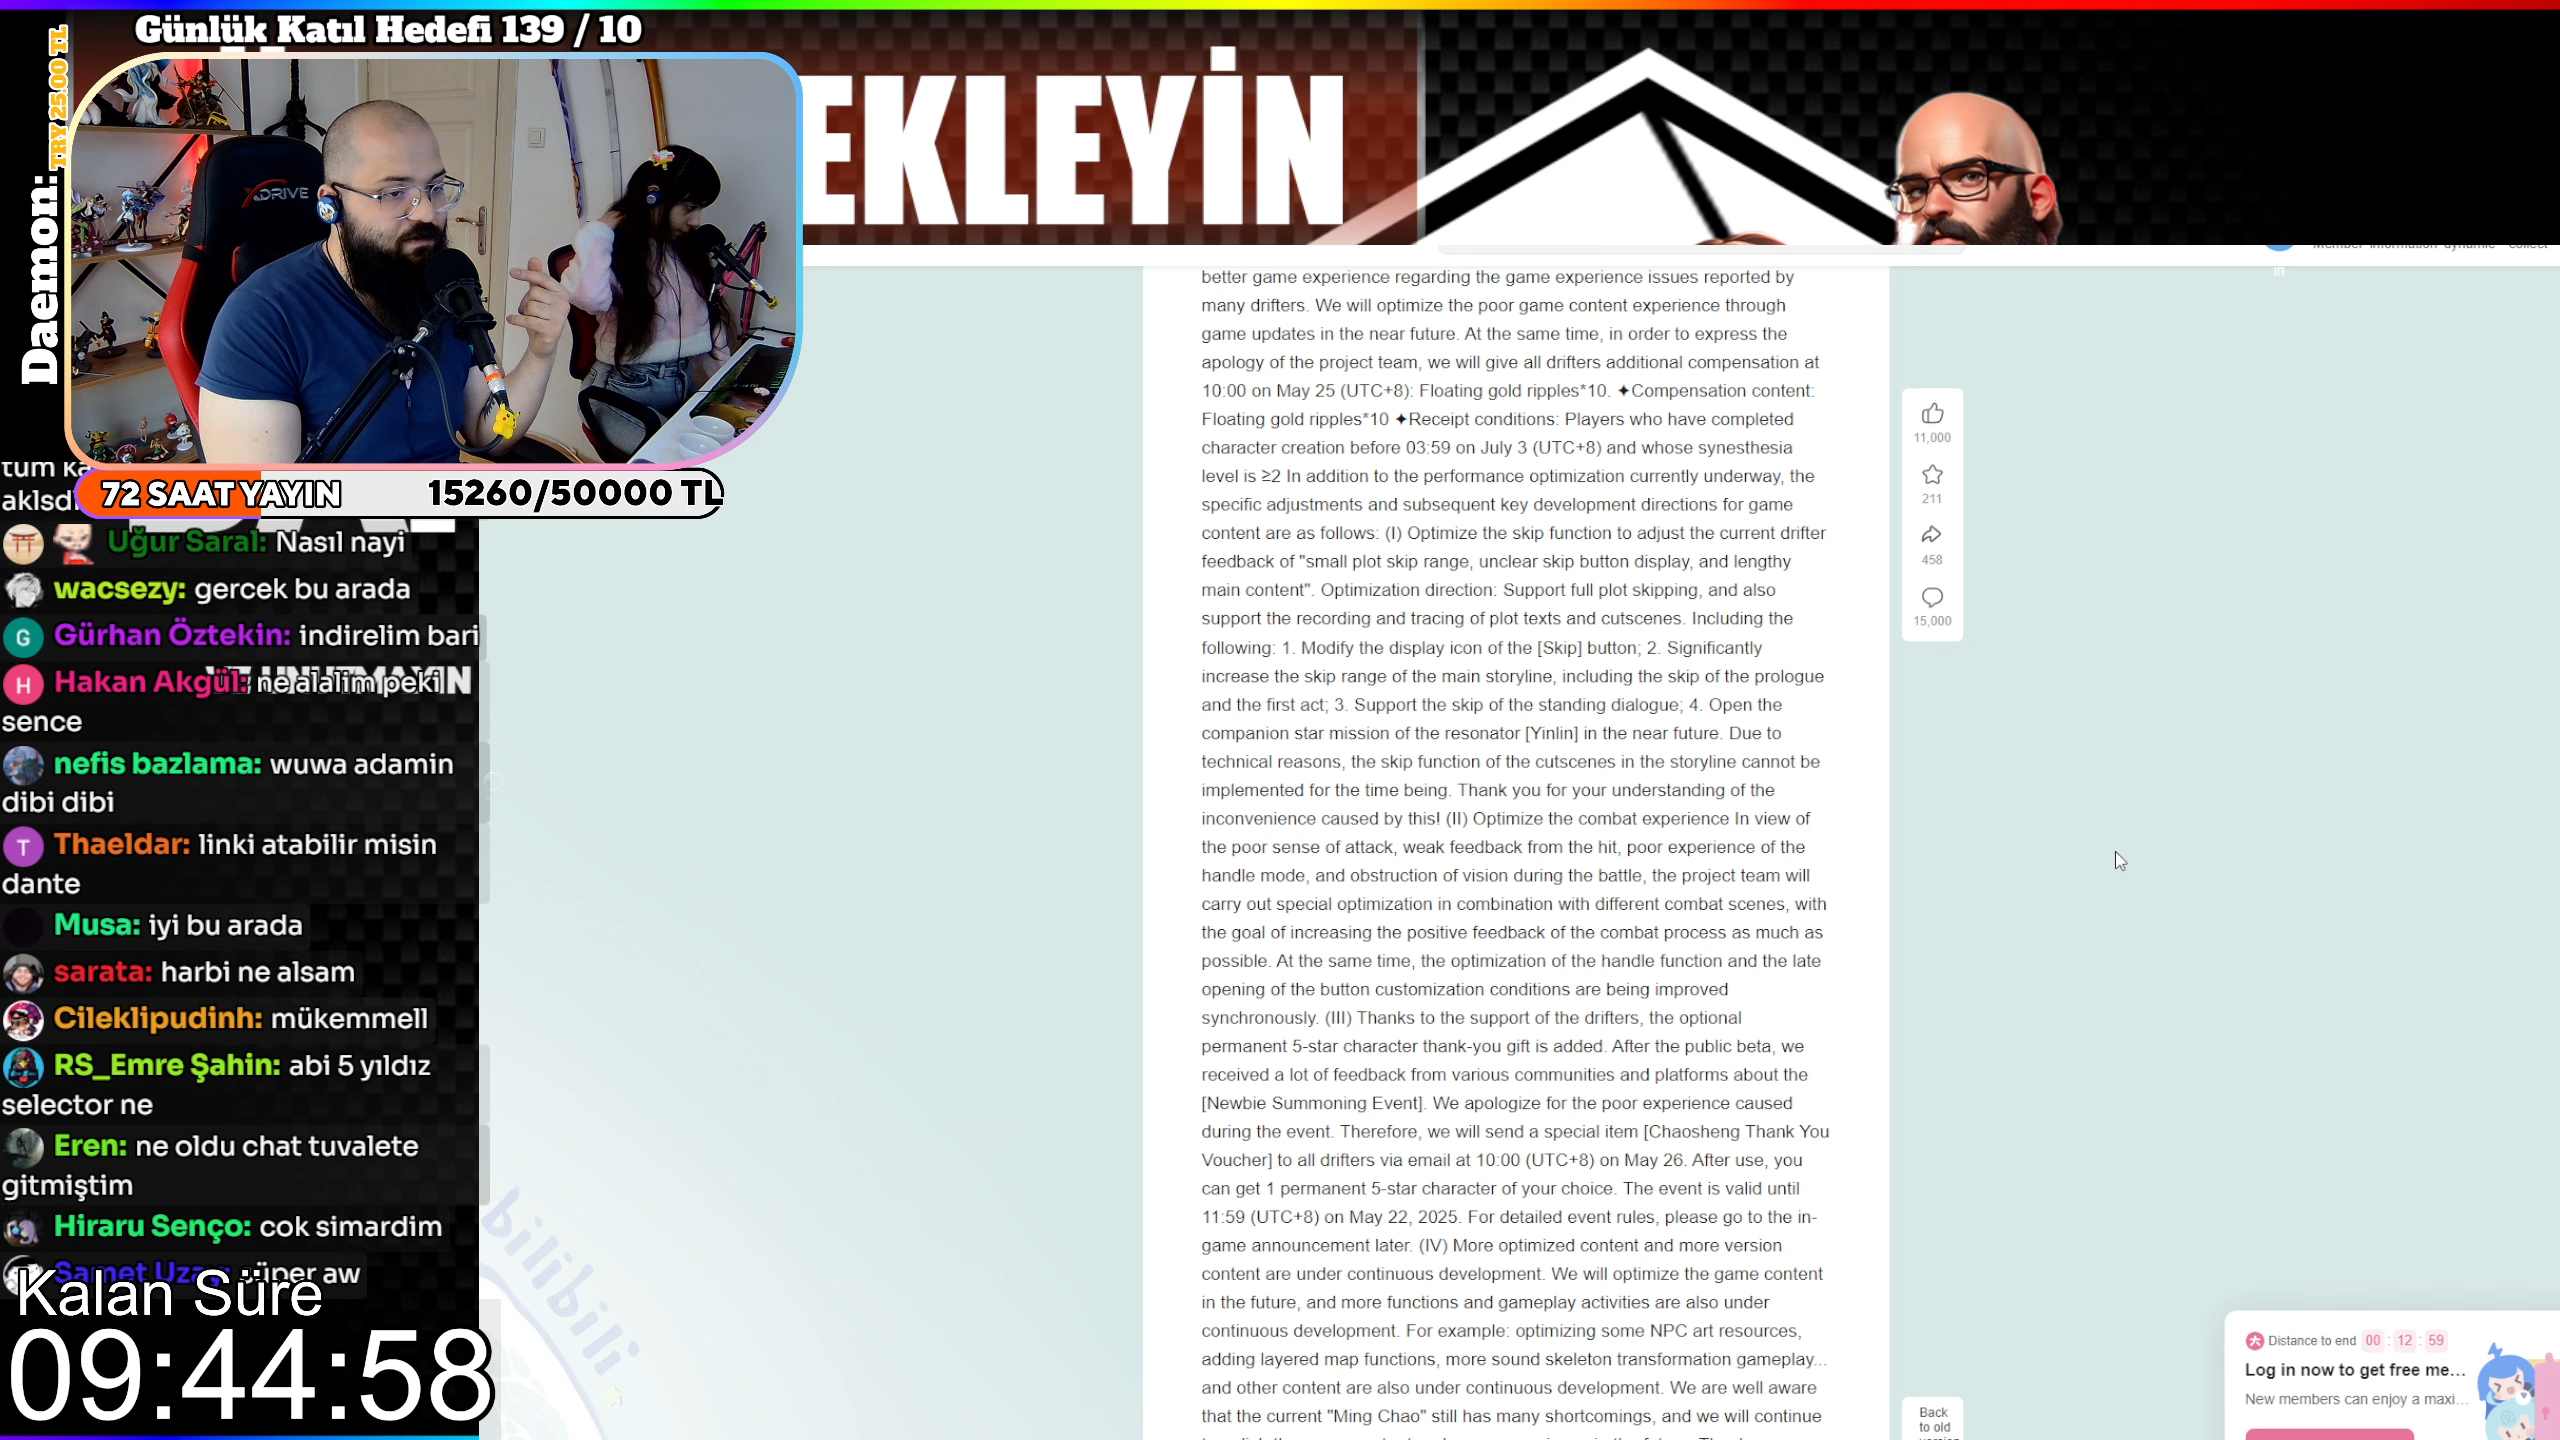 Günlük Katıl Hedefi 139 / 10
Daemon: TRY 25.00 TL
EKLEYİN
XDRIVE
72 SAAT YAYIN 15260/50000 TL
aklsd
Uğur Saral: Nasıl nayi
wacsezy: gercek bu arada
G Gürhan Öztekin: indirelim bari
H Hakan Akgül: ne alalim peki
sence
nefis bazlama: wuwa adamin
dibi dibi
T Thaeldar: linki atabilir misin
dante
Musa: iyi bu arada
sarata: harbi ne alsam
Cileklipudinh: mükemmell
RS_Emre Şahin: abi 5 yıldız
selector ne
Eren: ne oldu chat tuvalete
gitmiştim
Hiraru Senço: cok simardim
Samet Uzay: süper aw
Kalan Süre
09:44:58
bilibili
better game experience regarding the game experience issues reported by
many drifters. We will optimize the poor game content experience through
game updates in the near future. At the same time, in order to express the
apology of the project team, we will give all drifters additional compensation at
10:00 on May 25 (UTC+8): Floating gold ripples*10. ✦Compensation content:
Floating gold ripples*10 ✦Receipt conditions: Players who have completed
character creation before 03:59 on July 3 (UTC+8) and whose synesthesia
level is ≥2 In addition to the performance optimization currently underway, the
specific adjustments and subsequent key development directions for game
content are as follows: (I) Optimize the skip function to adjust the current drifter
feedback of "small plot skip range, unclear skip button display, and lengthy
main content". Optimization direction: Support full plot skipping, and also
support the recording and tracing of plot texts and cutscenes. Including the
following: 1. Modify the display icon of the [Skip] button; 2. Significantly
increase the skip range of the main storyline, including the skip of the prologue
and the first act; 3. Support the skip of the standing dialogue; 4. Open the
companion star mission of the resonator [Yinlin] in the near future. Due to
technical reasons, the skip function of the cutscenes in the storyline cannot be
implemented for the time being. Thank you for your understanding of the
inconvenience caused by this! (II) Optimize the combat experience In view of
the poor sense of attack, weak feedback from the hit, poor experience of the
handle mode, and obstruction of vision during the battle, the project team will
carry out special optimization in combination with different combat scenes, with
the goal of increasing the positive feedback of the combat process as much as
possible. At the same time, the optimization of the handle function and the late
opening of the button customization conditions are being improved
synchronously. (III) Thanks to the support of the drifters, the optional
permanent 5-star character thank-you gift is added. After the public beta, we
received a lot of feedback from various communities and platforms about the
[Newbie Summoning Event]. We apologize for the poor experience caused
during the event. Therefore, we will send a special item [Chaosheng Thank You
Voucher] to all drifters via email at 10:00 (UTC+8) on May 26. After use, you
can get 1 permanent 5-star character of your choice. The event is valid until
11:59 (UTC+8) on May 22, 2025. For detailed event rules, please go to the in-
game announcement later. (IV) More optimized content and more version
content are under continuous development. We will optimize the game content
in the future, and more functions and gameplay activities are also under
continuous development. For example: optimizing some NPC art resources,
adding layered map functions, more sound skeleton transformation gameplay...
and other content are also under continuous development. We are well aware
that the current "Ming Chao" still has many shortcomings, and we will continue
11,000
211
458
15,000
in
Distance to end 00 : 12 : 59
Log in now to get free me...
New members can enjoy a maxi...
Back
to old